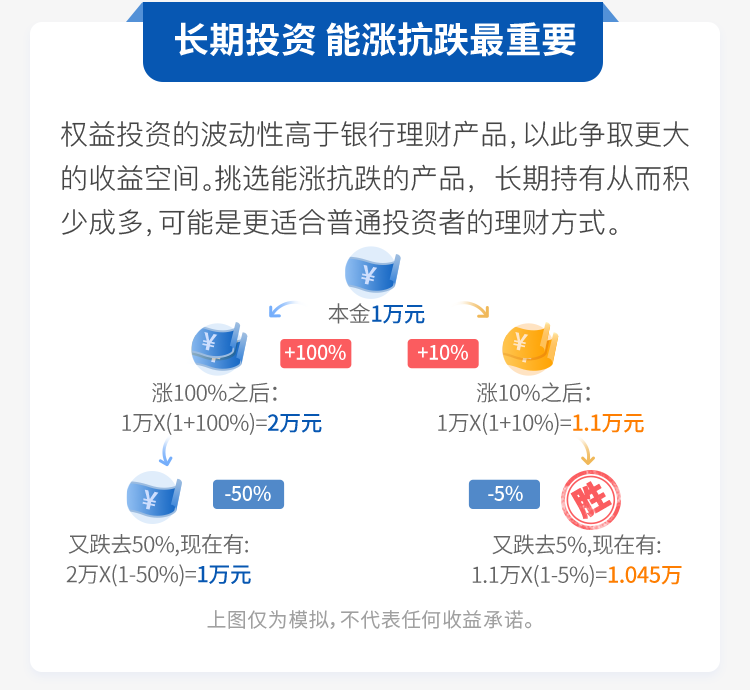 长期投资 能涨抗跌最重要
权益投资的波动性高于银行理财产品，以此争取更大
的收益空间。挑选能涨抗跌的产品， 长期持有从而积
少成多，可能是更适合普通投资者的理财方式。
¥
本金1万元
¥
+100%
+10%
¥
涨100%之后：
涨10%之后：
1万X(1+100%)=2万元
1万X(1+10%)=1.1万元
¥
-50%
-5%
胜
又跌去50%,现在有:
又跌去5%,现在有:
2万X(1-50%)=1万元
1.1万X(1-5%)=1.045万
上图仅为模拟，不代表任何收益承诺。